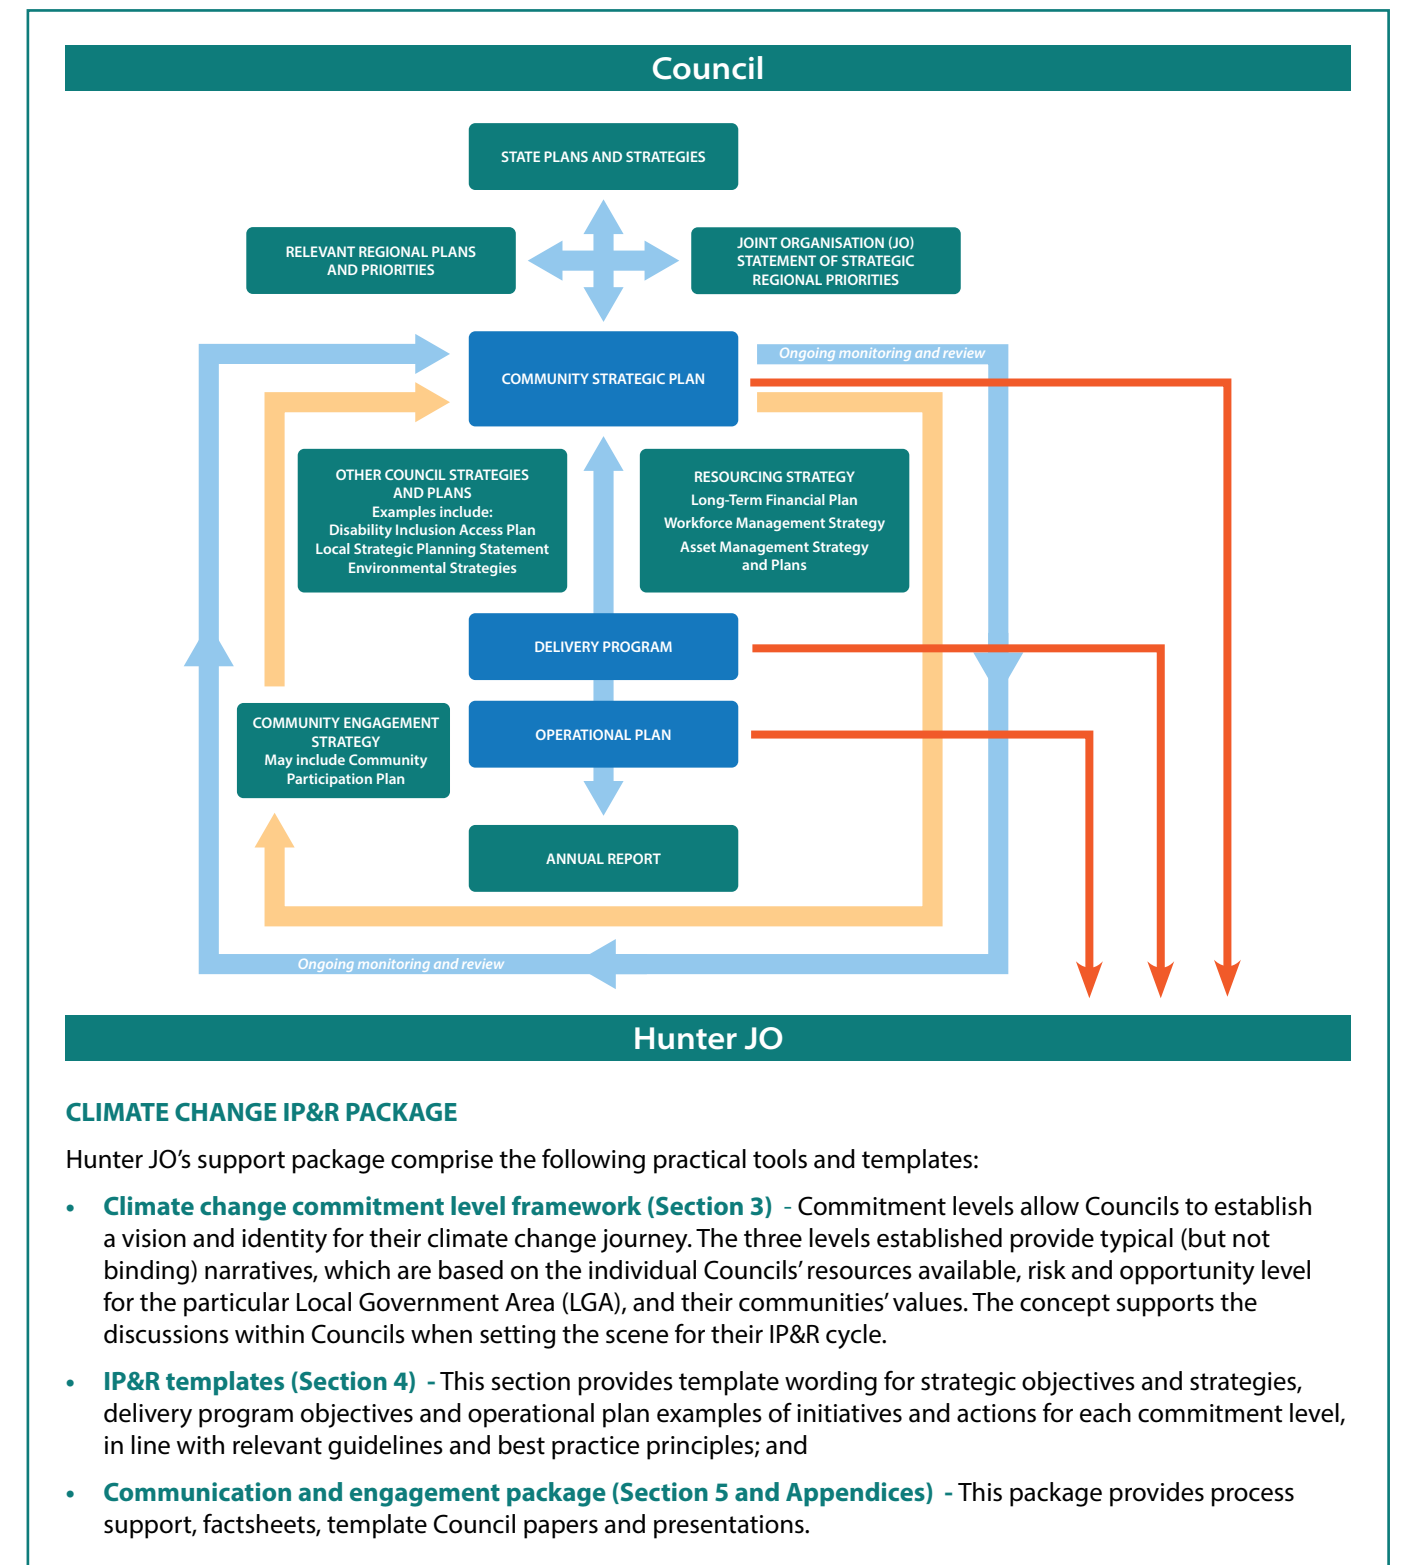 Council
STATE PLANS AND STRATEGIES
RELEVANT REGIONAL PLANS
AND PRIORITIES
JOINT ORGANISATION (JO)
STATEMENT OF STRATEGIC
REGIONAL PRIORITIES
COMMUNITY STRATEGIC PLAN
Ongoing monitoring and review
OTHER COUNCIL STRATEGIES
AND PLANS
Examples include:
Disability Inclusion Access Plan
Local Strategic Planning Statement
Environmental Strategies
RESOURCING STRATEGY
Long-Term Financial Plan
Workforce Management Strategy
Asset Management Strategy
and Plans
DELIVERY PROGRAM
COMMUNITY ENGAGEMENT
STRATEGY
May include Community
Participation Plan
OPERATIONAL PLAN
ANNUAL REPORT
Ongoing monitoring and review
Hunter JO
CLIMATE CHANGE IP&R PACKAGE
Hunter JO's support package comprise the following practical tools and templates:
• Climate change commitment level framework (Section 3) - Commitment levels allow Councils to establish
a vision and identity for their climate change journey. The three levels established provide typical (but not
binding) narratives, which are based on the individual Councils' resources available, risk and opportunity level
for the particular Local Government Area (LGA), and their communities' values. The concept supports the
discussions within Councils when setting the scene for their IP&R cycle.
• IP&R templates (Section 4) - This section provides template wording for strategic objectives and strategies,
delivery program objectives and operational plan examples of initiatives and actions for each commitment level,
in line with relevant guidelines and best practice principles; and
• Communication and engagement package (Section 5 and Appendices) - This package provides process
support, factsheets, template Council papers and presentations.